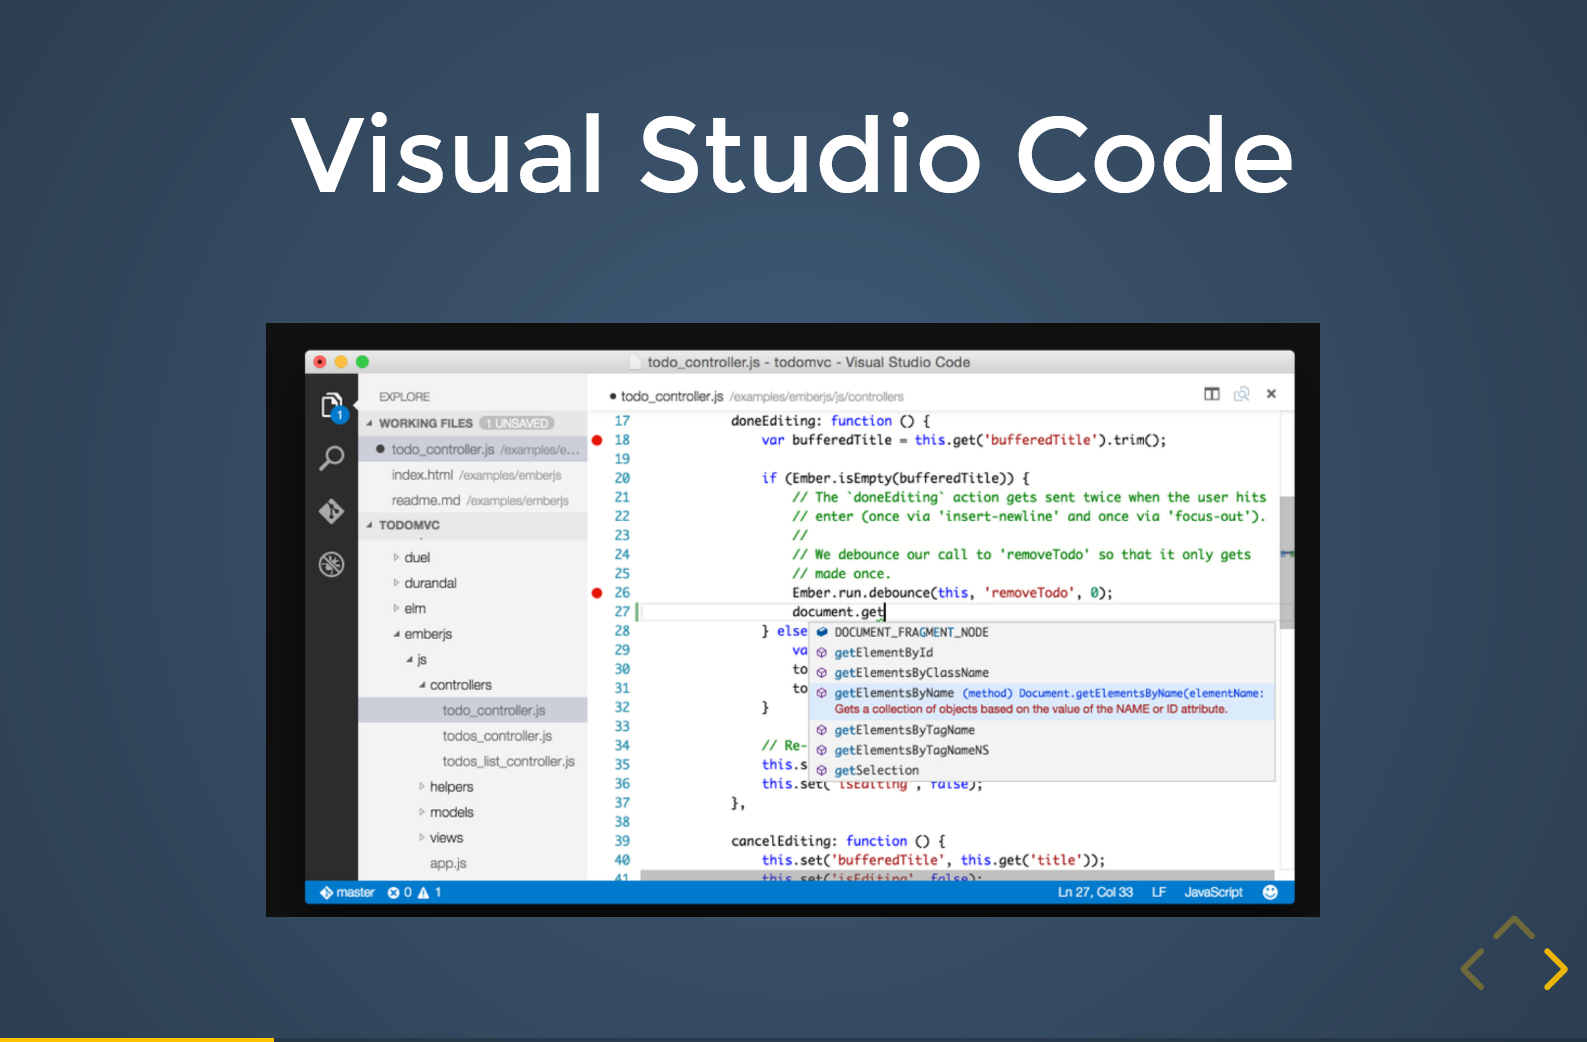 Visual Studio Code
todo_controller.js - todomvc - Visual Studio Code
EXPLORE
WORKING FILES 1 UNSAVED
todo_controller.js /examples/e...
index.html /examples/emberjs
readme.md /examples/emberjs
TODOMVC
duel
durandal
elm
emberjs
js
controllers
todo_controller.js
todos_controller.js
todos_list_controller.js
helpers
models
views
app.js
1
todo_controller.js /examples/emberjs/js/controllers
17 doneEditing: function () {
18 var bufferedTitle = this.get('bufferedTitle').trim();
19
20 if (Ember.isEmpty(bufferedTitle)) {
21 // The `doneEditing` action gets sent twice when the user hits
22 // enter (once via 'insert-newline' and once via 'focus-out').
23 //
24 // We debounce our call to 'removeTodo' so that it only gets
25 // made once.
26 Ember.run.debounce(this, 'removeTodo', 0);
27 document.get
28 } else
29 va
30 to
31 to
32 }
33
34 // Re-
35 this.s
36 this.set('isEditing', false);
37 },
38
39 cancelEditing: function () {
40 this.set('bufferedTitle', this.get('title'));
41 this.set('isEditing', false);
DOCUMENT_FRAGMENT_NODE
getElementById
getElementsByClassName
getElementsByName (method) Document.getElementsByName(elementName:
Gets a collection of objects based on the value of the NAME or ID attribute.
getElementsByTagName
getElementsByTagNameNS
getSelection
master 0 1
Ln 27, Col 33 LF JavaScript